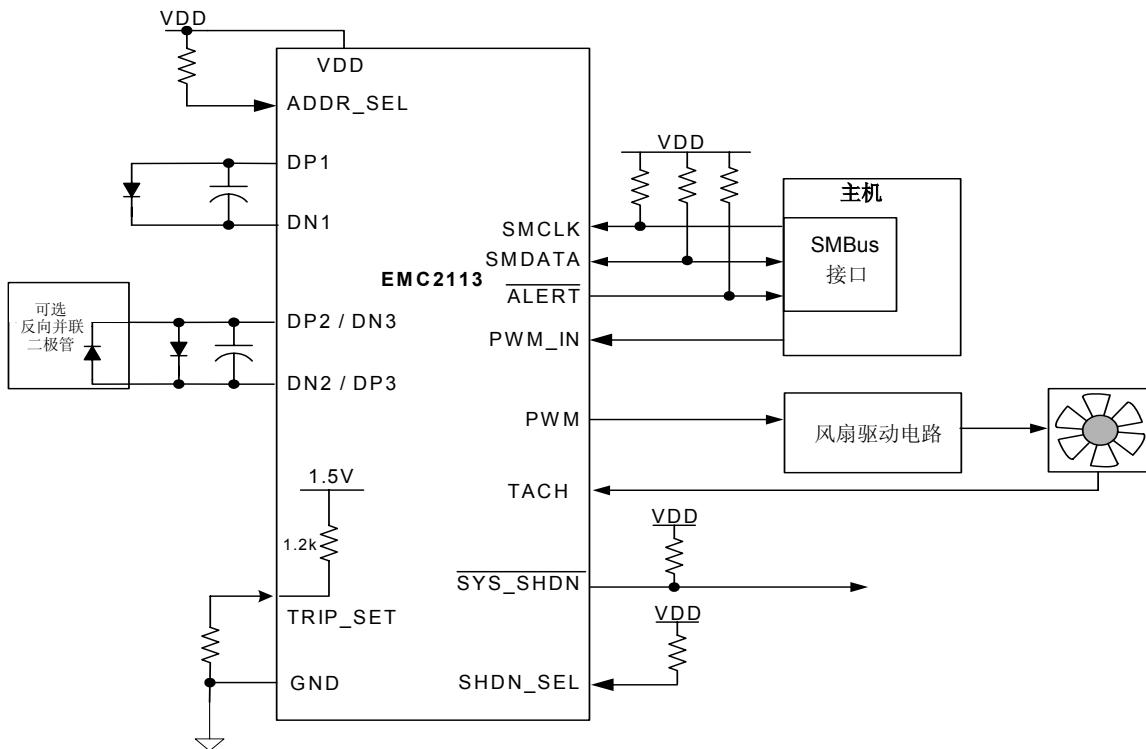 VDD
VDD
ADDR_SEL
DP1
DN1
EMC2113
可选
反向并联
二极管
DP2 / DN3
DN2 / DP3
1.5V
1.2k
TRIP_SET
GND
VDD
SMCLK
SMDATA
ALERT
PWM_IN
主机
SMBus
接口
PWM
风扇驱动电路
TACH
VDD
SYS_SHDN
VDD
SHDN_SEL